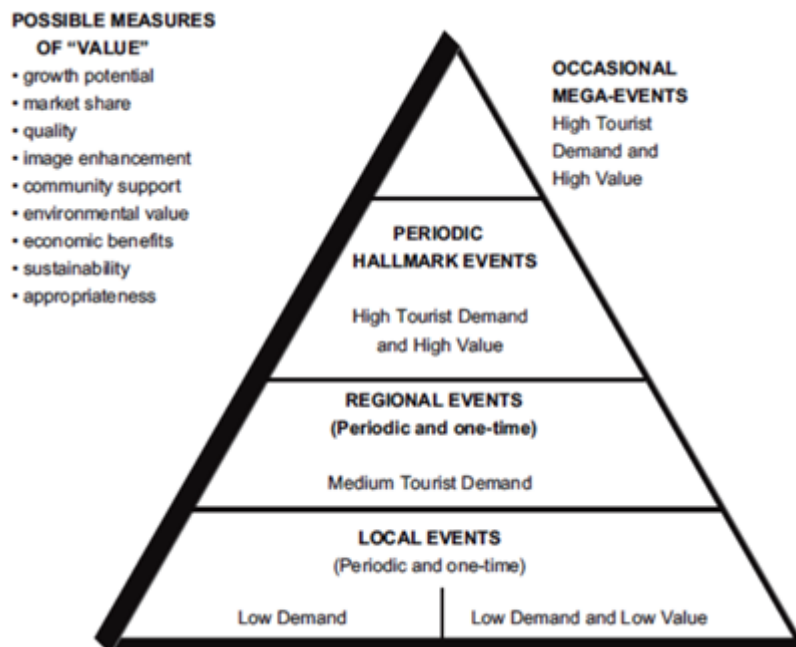 POSSIBLE MEASURES
OF “VALUE”
• growth potential
• market share
• quality
• image enhancement
• community support
• environmental value
• economic benefits
• sustainability
• appropriateness
OCCASIONAL
MEGA-EVENTS
High Tourist
Demand and
High Value
PERIODIC
HALLMARK EVENTS
High Tourist Demand
and High Value
REGIONAL EVENTS
(Periodic and one-time)
Medium Tourist Demand
LOCAL EVENTS
(Periodic and one-time)
Low Demand
Low Demand and Low Value